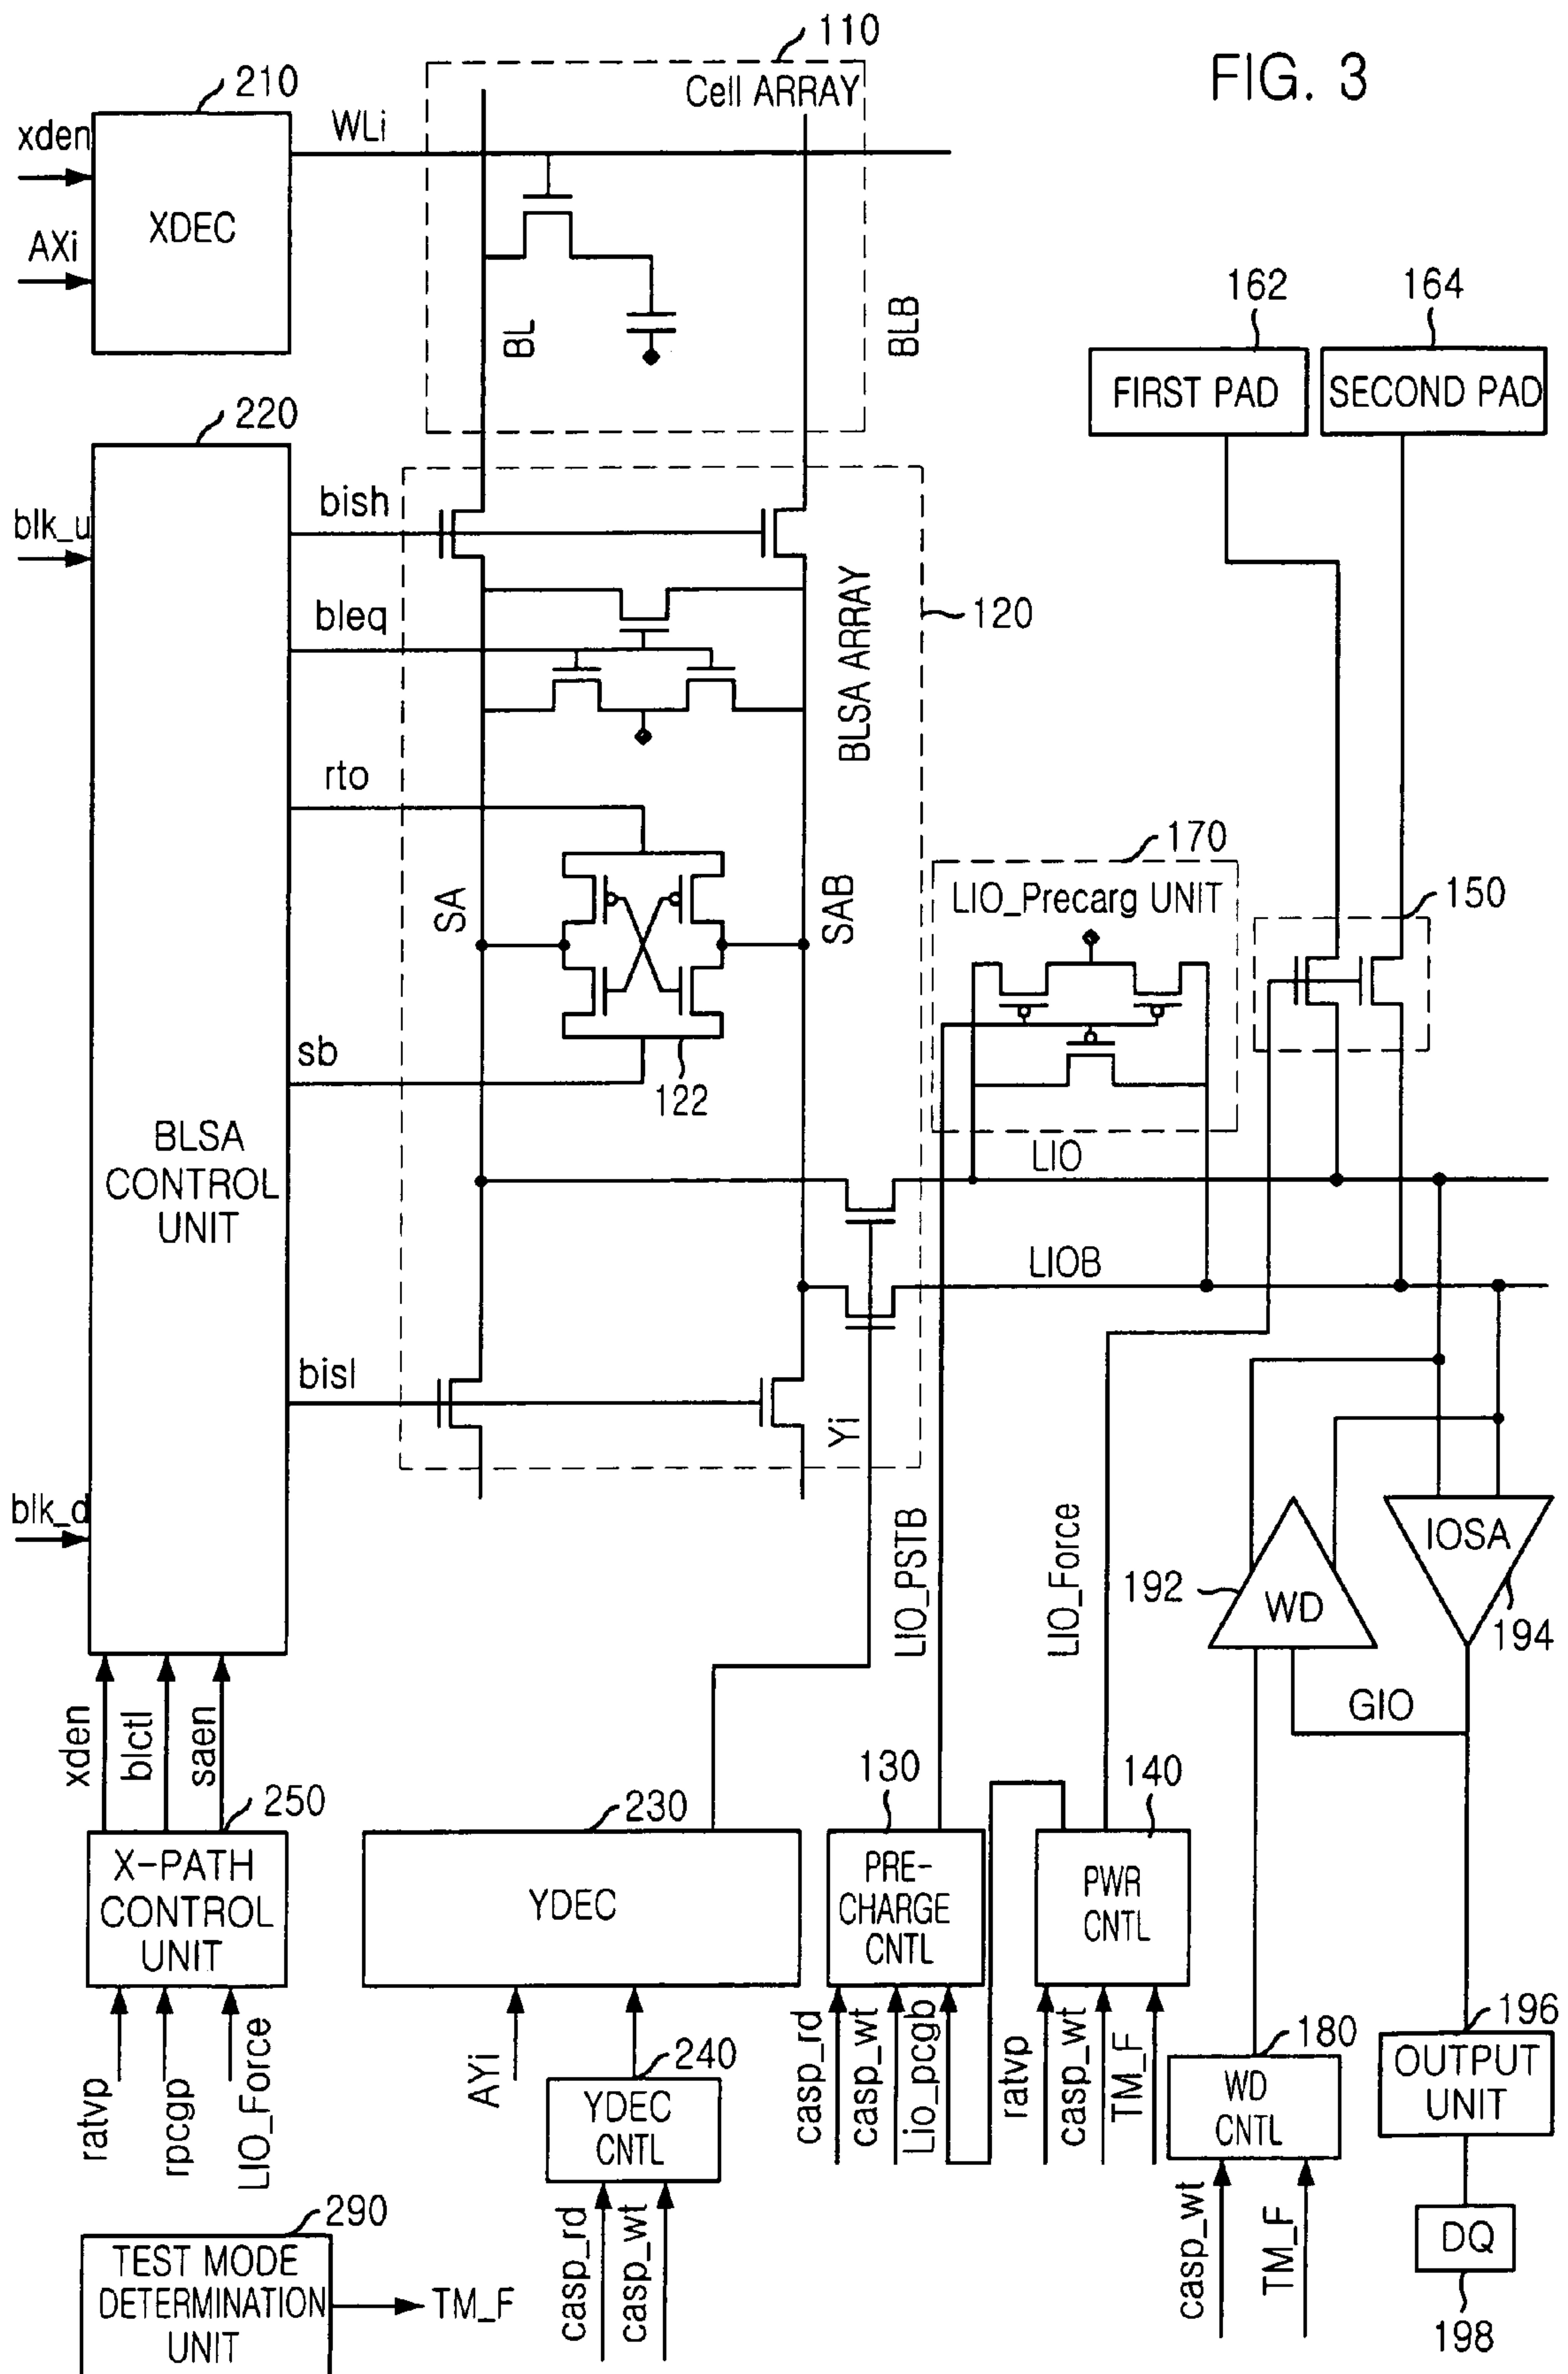 FIG. 3
110
Cell ARRAY
210
xden
AXi
XDEC
WLi
BL
BLB
162
164
FIRST PAD
SECOND PAD
220
blk_u
blk_d
BLSA
CONTROL
UNIT
bish
bleq
rto
sb
bisl
BLSA ARRAY
120
SA
SAB
122
170
LIO_Precarg UNIT
150
LIO
LIOB
Yi
LIO_PSTB
LIO_Force
192
WD
IOSA
194
GIO
xden
blctl
saen
250
X-PATH
CONTROL
UNIT
ratvp
rpcgp
LIO_Force
230
YDEC
AYi
240
YDEC
CNTL
casp_rd
casp_wt
130
PRE-
CHARGE
CNTL
casp_rd
casp_wt
Lio_pcgb
140
PWR
CNTL
ratvp
casp_wt
TM_F
180
WD
CNTL
casp_wt
TM_F
196
OUTPUT
UNIT
DQ
198
290
TEST MODE
DETERMINATION
UNIT
TM_F